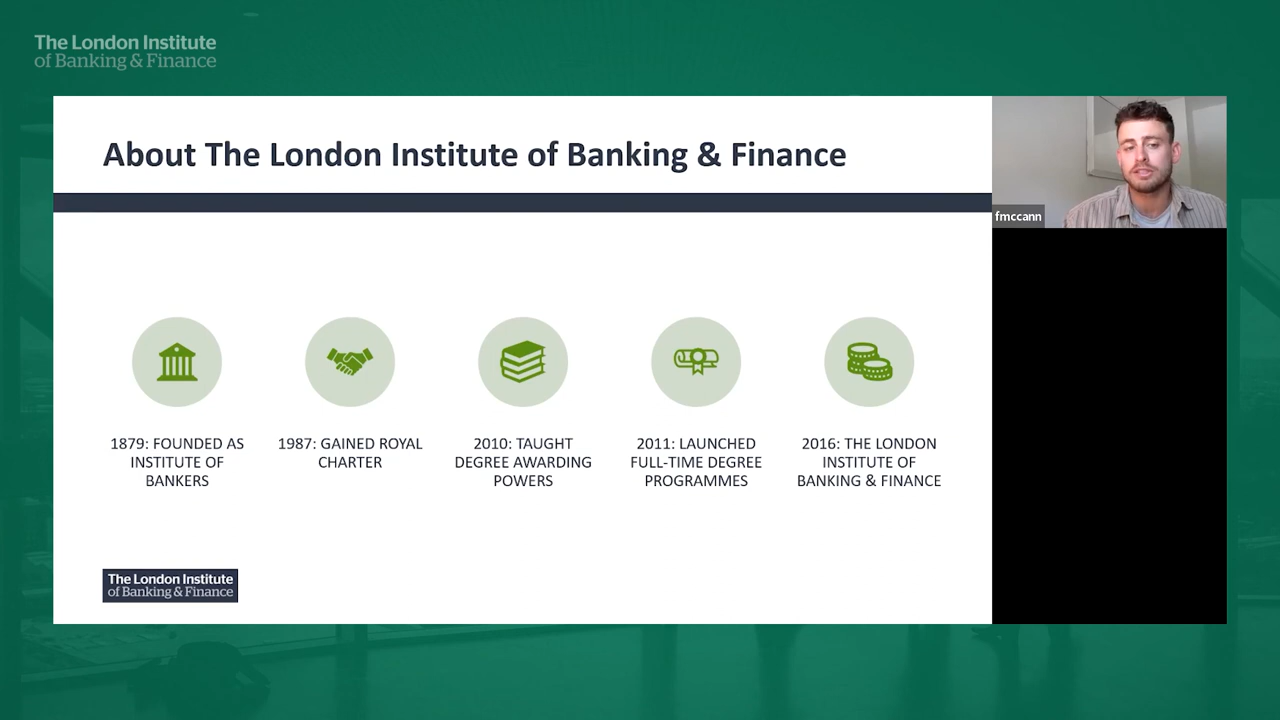 The London Institute
of Banking & Finance
About The London Institute of Banking & Finance
fmccann
1879: FOUNDED AS
INSTITUTE OF
BANKERS
1987: GAINED ROYAL
CHARTER
2010: TAUGHT
DEGREE AWARDING
POWERS
2011: LAUNCHED
FULL-TIME DEGREE
PROGRAMMES
2016: THE LONDON
INSTITUTE OF
BANKING & FINANCE
The London Institute
of Banking & Finance